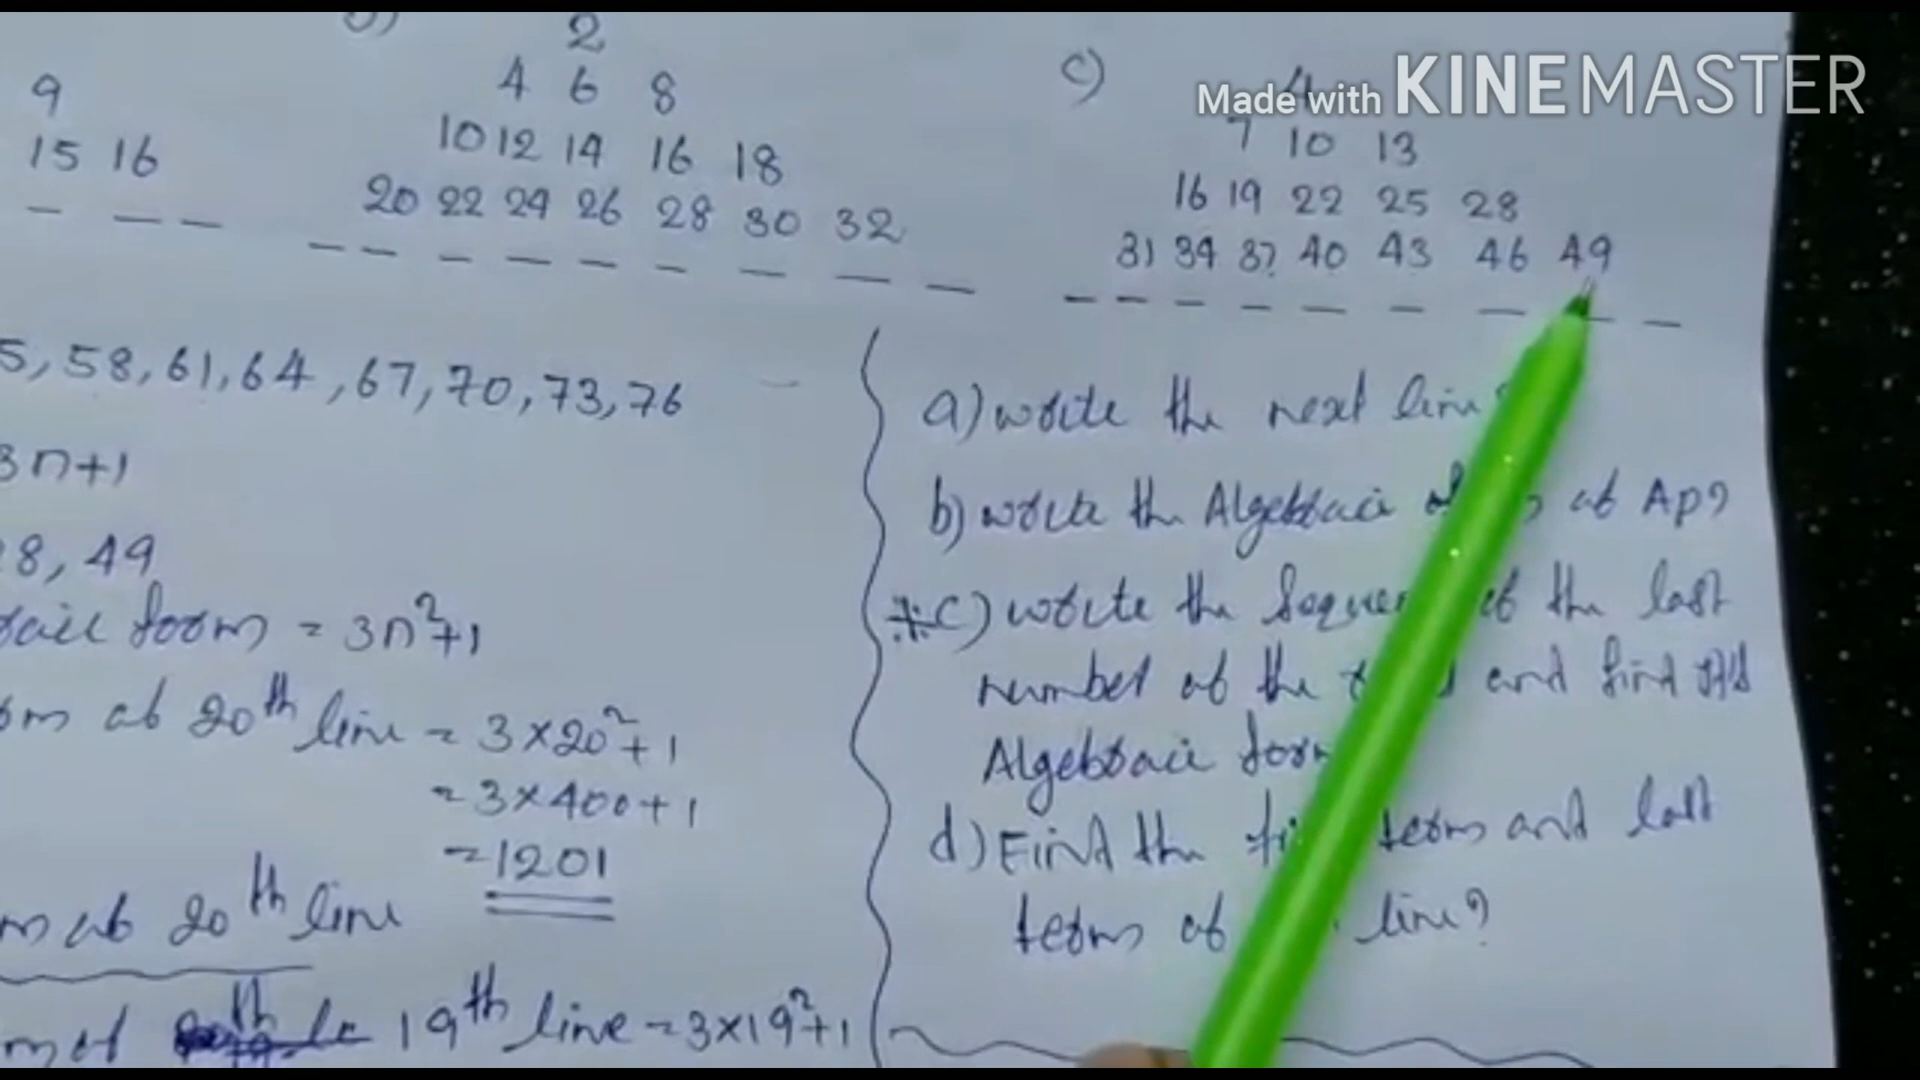 Made with KINEMASTER
2
4 6 8
10 12 14 16 18
20 22 24 26 28 30 32
9
15 16
c)
4
7 10 13
16 19 22 25 28
31 34 37 40 43 46 49
5, 58, 61, 64, 67, 70, 73, 76
3n+1
8, 49
form = 3n²+1
at 20th line = 3×20²+1
= 3×400+1
= 1201
at 20th line
19th line = 3×19²+1
a) write the next line?
b) write the Algebraic of AP?
c) write the of the last
number of the and find its
Algebraic
d) Find the term and last
term of line?